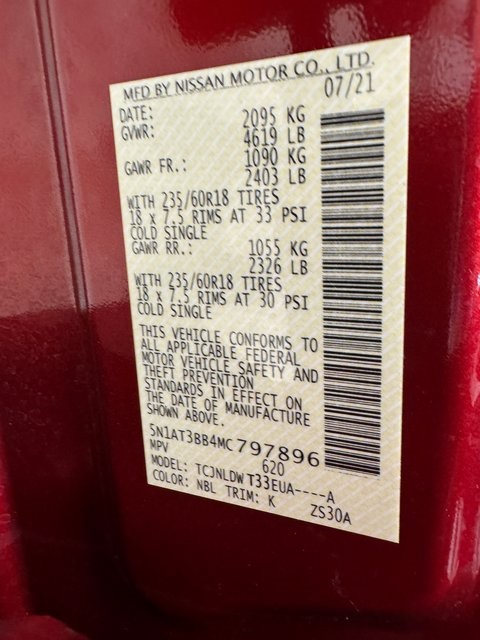 MFD BY NISSAN MOTOR CO., LTD.
DATE: 07/21
GVWR: 2095 KG
4619 LB
GAWR FR.: 1090 KG
2403 LB
WITH 235/60R18 TIRES
18 x 7.5 RIMS AT 33 PSI
COLD SINGLE
GAWR RR.: 1055 KG
2326 LB
WITH 235/60R18 TIRES
18 x 7.5 RIMS AT 30 PSI
COLD SINGLE
THIS VEHICLE CONFORMS TO
ALL APPLICABLE FEDERAL
MOTOR VEHICLE SAFETY AND
THEFT PREVENTION
STANDARDS IN EFFECT ON
THE DATE OF MANUFACTURE
SHOWN ABOVE.
5N1AT3BB4MC797896
MPV 620
MODEL: TCJNLDWT33EUA----A
COLOR: NBL TRIM: K ZS30A